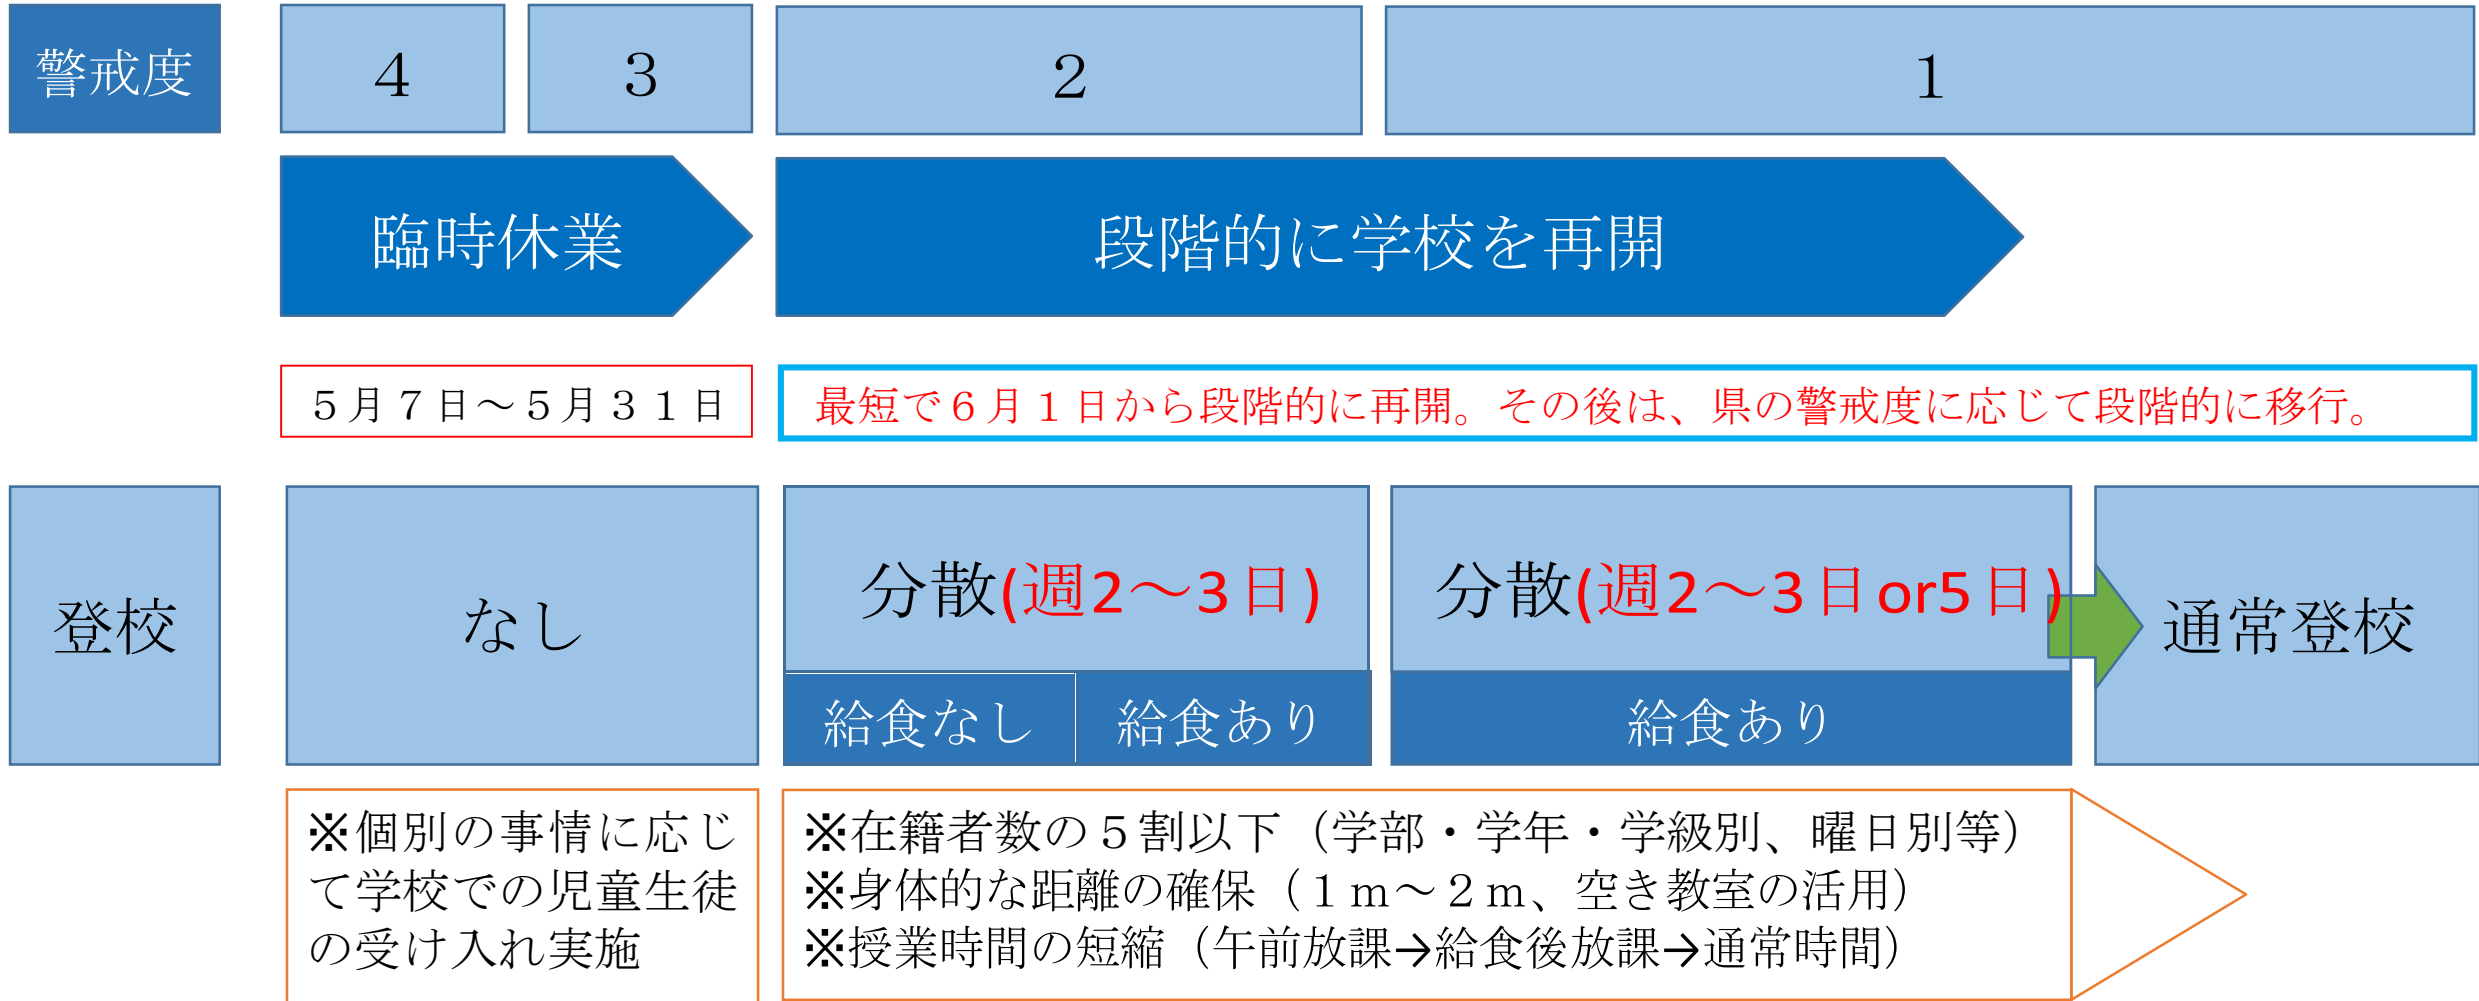 警戒度
４
３
２
１
臨時休業
段階的に学校を再開
５月７日～５月３１日
最短で６月１日から段階的に再開。その後は、県の警戒度に応じて段階的に移行。
登校
なし
分散(週2～3日)
分散(週2～3日or5日)
通常登校
給食なし
給食あり
給食あり
※個別の事情に応じ
て学校での児童生徒
の受け入れ実施
※在籍者数の５割以下（学部・学年・学級別、曜日別等）
※身体的な距離の確保（１ｍ～２ｍ、空き教室の活用）
※授業時間の短縮（午前放課→給食後放課→通常時間）